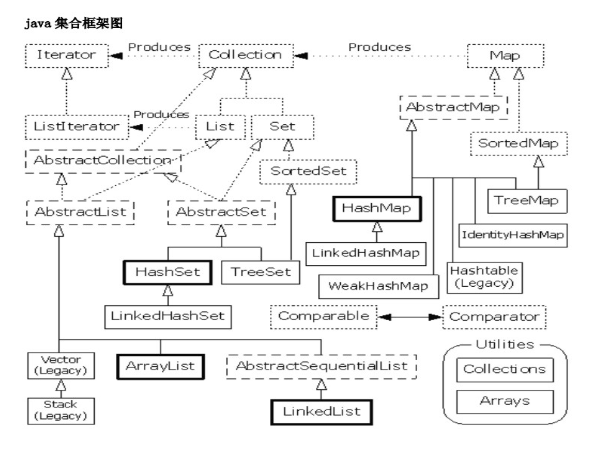 java 集合框架图
Iterator
Produces
Collection
Produces
Map
AbstractMap
ListIterator
Produces
List
Set
SortedMap
AbstractCollection
SortedSet
AbstractList
AbstractSet
HashMap
TreeMap
IdentityHashMap
LinkedHashMap
HashSet
TreeSet
WeakHashMap
Hashtable
(Legacy)
LinkedHashSet
Comparable
Comparator
Utilities
Vector
(Legacy)
ArrayList
AbstractSequentialList
Collections
Stack
(Legacy)
LinkedList
Arrays